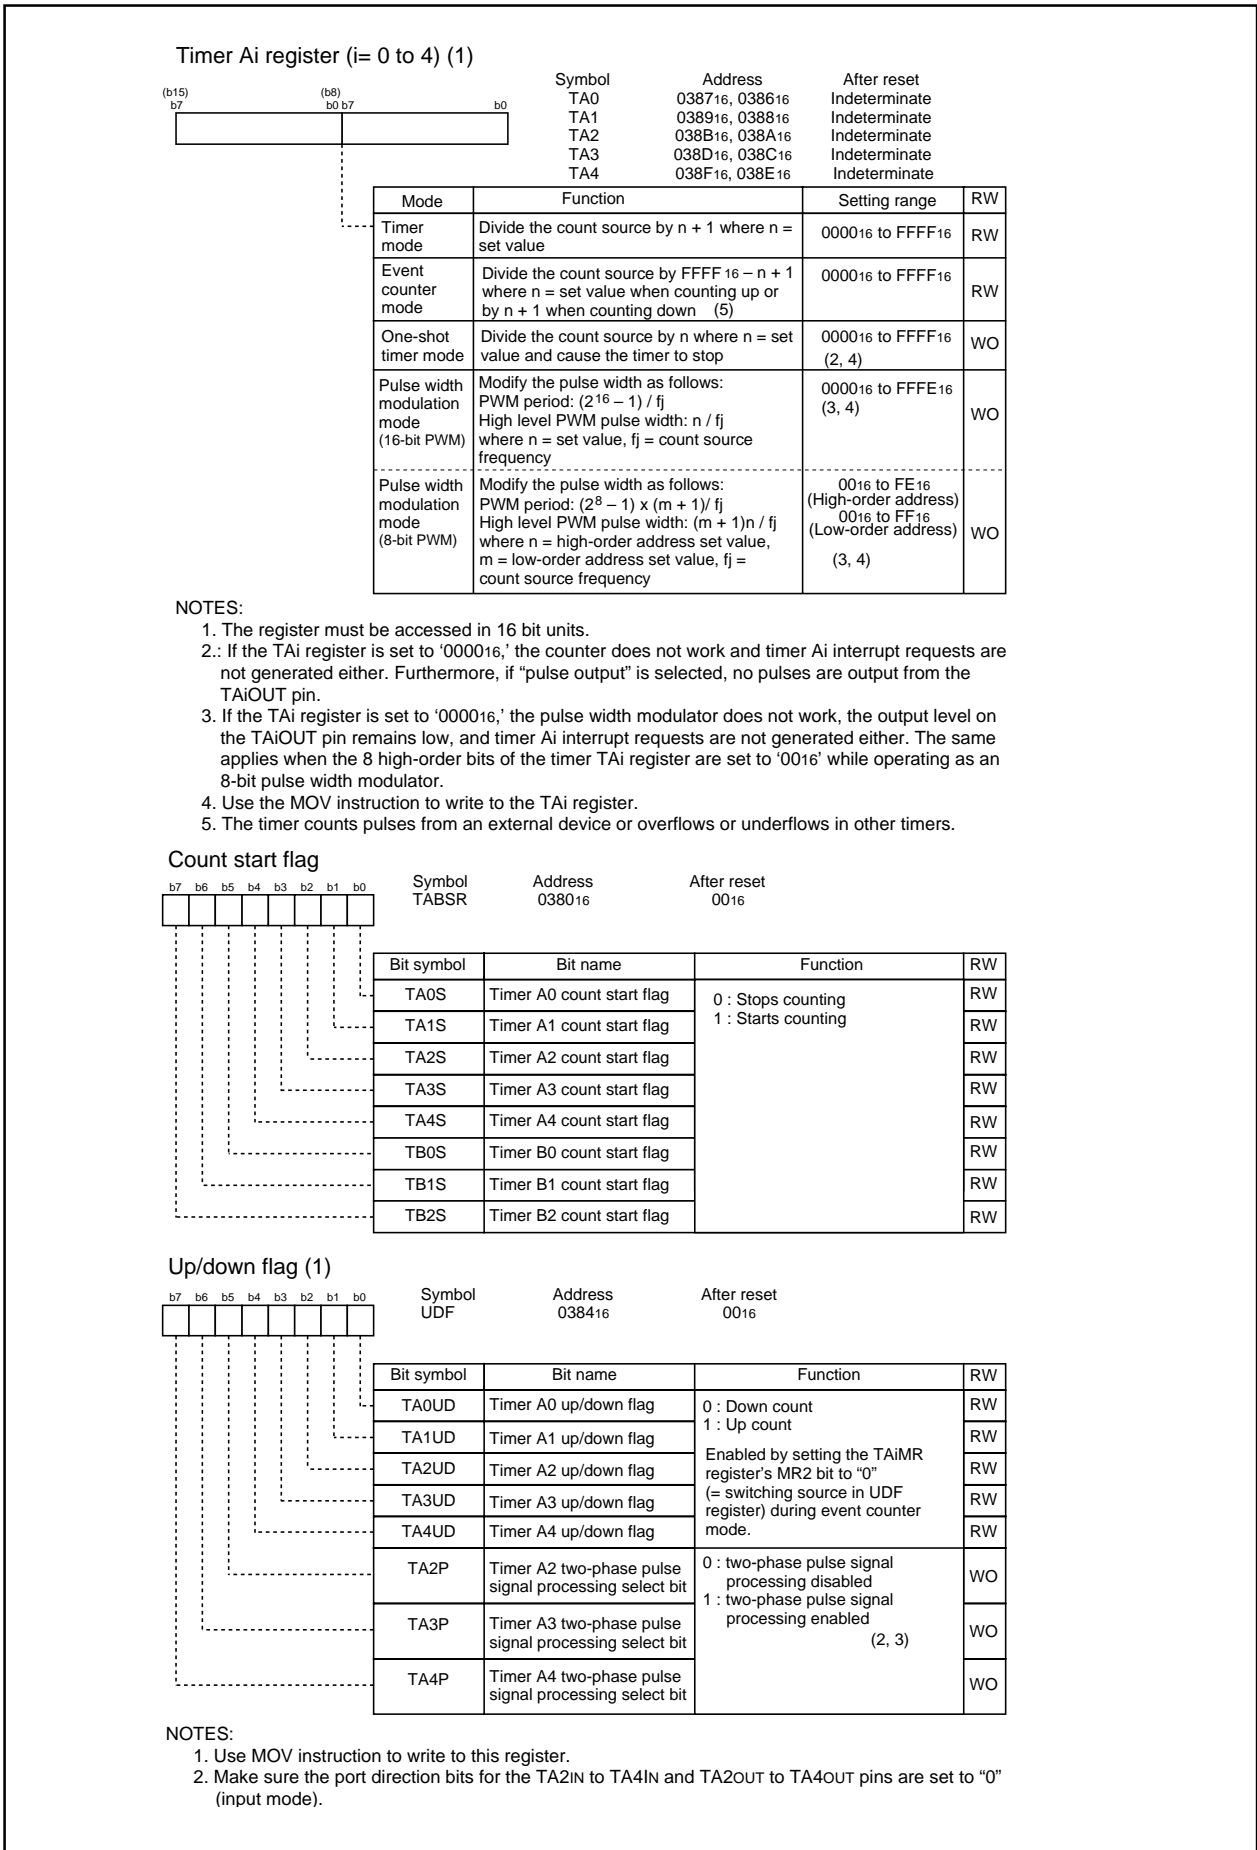 Timer Ai register (i= 0 to 4) (1)
Symbol Address After reset
(b15) (b8)
b7 b0 b7 b0
TA0 038716, 038616 Indeterminate
TA1 038916, 038816 Indeterminate
TA2 038B16, 038A16 Indeterminate
TA3 038D16, 038C16 Indeterminate
TA4 038F16, 038E16 Indeterminate
Mode Function Setting range RW
Timer mode Divide the count source by n + 1 where n = set value 000016 to FFFF16 RW
Event counter mode Divide the count source by FFFF16 – n + 1 where n = set value when counting up or by n + 1 when counting down (5) 000016 to FFFF16 RW
One-shot timer mode Divide the count source by n where n = set value and cause the timer to stop 000016 to FFFF16 (2, 4) WO
Pulse width modulation mode (16-bit PWM) Modify the pulse width as follows:
PWM period: (2^16 – 1) / fj
High level PWM pulse width: n / fj
where n = set value, fj = count source frequency
000016 to FFFE16 (3, 4) WO
Pulse width modulation mode (8-bit PWM) Modify the pulse width as follows:
PWM period: (2^8 – 1) x (m + 1)/ fj
High level PWM pulse width: (m + 1)n / fj
where n = high-order address set value,
m = low-order address set value, fj =
count source frequency
0016 to FE16
(High-order address)
0016 to FF16
(Low-order address)
(3, 4) WO
NOTES:
1. The register must be accessed in 16 bit units.
2.: If the TAi register is set to ‘000016,’ the counter does not work and timer Ai interrupt requests are
not generated either. Furthermore, if “pulse output” is selected, no pulses are output from the
TAiOUT pin.
3. If the TAi register is set to ‘000016,’ the pulse width modulator does not work, the output level on
the TAiOUT pin remains low, and timer Ai interrupt requests are not generated either. The same
applies when the 8 high-order bits of the timer TAi register are set to ‘0016’ while operating as an
8-bit pulse width modulator.
4. Use the MOV instruction to write to the TAi register.
5. The timer counts pulses from an external device or overflows or underflows in other timers.
Count start flag
b7 b6 b5 b4 b3 b2 b1 b0
Symbol Address After reset
TABSR 038016 0016
Bit symbol Bit name Function RW
TA0S Timer A0 count start flag RW
0 : Stops counting
1 : Starts counting
TA1S Timer A1 count start flag RW
TA2S Timer A2 count start flag RW
TA3S Timer A3 count start flag RW
TA4S Timer A4 count start flag RW
TB0S Timer B0 count start flag RW
TB1S Timer B1 count start flag RW
TB2S Timer B2 count start flag RW
Up/down flag (1)
b7 b6 b5 b4 b3 b2 b1 b0
Symbol Address After reset
UDF 038416 0016
Bit symbol Bit name Function RW
TA0UD Timer A0 up/down flag RW
TA1UD Timer A1 up/down flag RW
TA2UD Timer A2 up/down flag RW
TA3UD Timer A3 up/down flag RW
TA4UD Timer A4 up/down flag RW
0 : Down count
1 : Up count
Enabled by setting the TAiMR
register’s MR2 bit to “0”
(= switching source in UDF
register) during event counter
mode.
TA2P Timer A2 two-phase pulse signal processing select bit WO
TA3P Timer A3 two-phase pulse signal processing select bit WO
TA4P Timer A4 two-phase pulse signal processing select bit WO
0 : two-phase pulse signal
processing disabled
1 : two-phase pulse signal
processing enabled
(2, 3)
NOTES:
1. Use MOV instruction to write to this register.
2. Make sure the port direction bits for the TA2IN to TA4IN and TA2OUT to TA4OUT pins are set to “0”
(input mode).